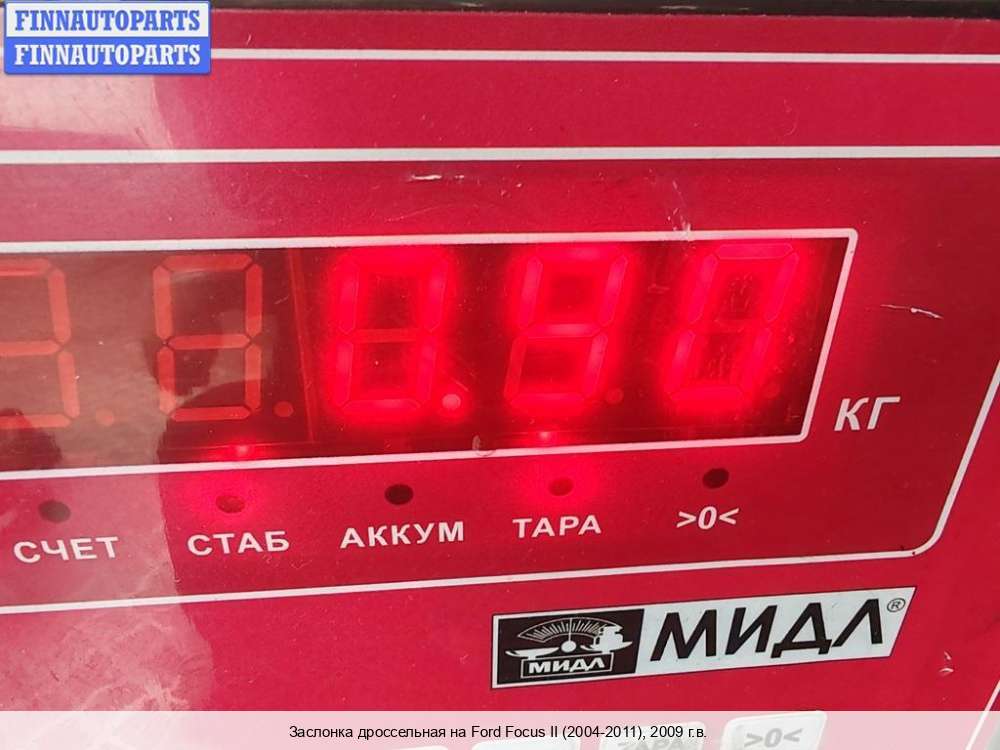 FINNAUTOPARTS
FINNAUTOPARTS
КГ
СЧЕТ СТАБ АККУМ ТАРА >0<
МИДЛ МИДЛ®
ТАРА >0<
Заслонка дроссельная на Ford Focus II (2004-2011), 2009 г.в.